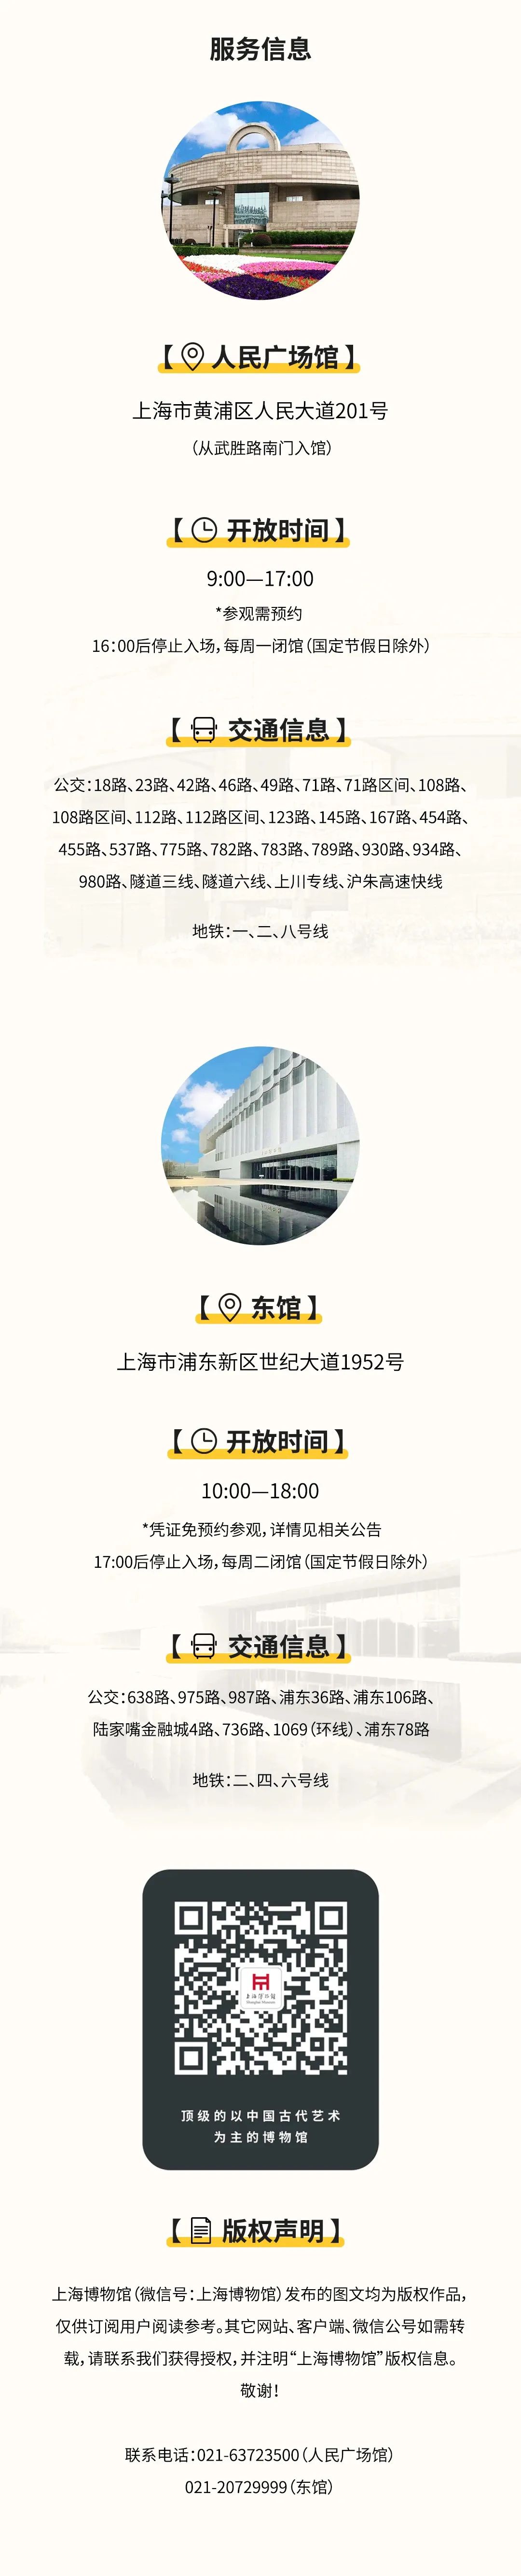 服务信息
【人民广场馆】
上海市黄浦区人民大道201号
（从武胜路南门入馆）
【开放时间】
9:00—17:00
*参观需预约
16：00后停止入场，每周一闭馆（国定节假日除外）
【交通信息】
公交：18路、23路、42路、46路、49路、71路、71路区间、108路、
108路区间、112路、112路区间、123路、145路、167路、454路、
455路、537路、775路、782路、783路、789路、930路、934路、
980路、隧道三线、隧道六线、上川专线、沪朱高速快线
地铁：一、二、八号线
【东馆】
上海市浦东新区世纪大道1952号
【开放时间】
10:00—18:00
*凭证免预约参观，详情见相关公告
17:00后停止入场，每周二闭馆（国定节假日除外）
【交通信息】
公交：638路、975路、987路、浦东36路、浦东106路、
陆家嘴金融城4路、736路、1069（环线）、浦东78路
地铁：二、四、六号线
上海博物馆
Shanghai Museum
顶级的以中国古代艺术
为主的博物馆
【版权声明】
上海博物馆（微信号：上海博物馆）发布的图文均为版权作品，
仅供订阅用户阅读参考。其它网站、客户端、微信公号如需转
载，请联系我们获得授权，并注明“上海博物馆”版权信息。
敬谢！
联系电话：021-63723500（人民广场馆）
021-20729999（东馆）